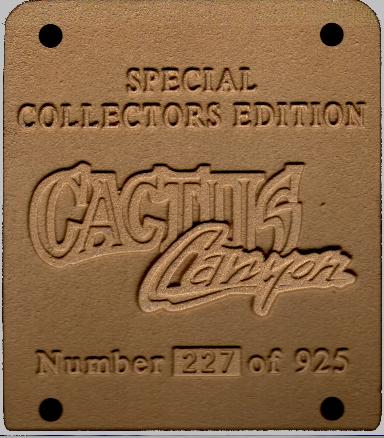 SPECIAL
COLLECTORS EDITION
CACTUS
Canyon
Number 227 of 925